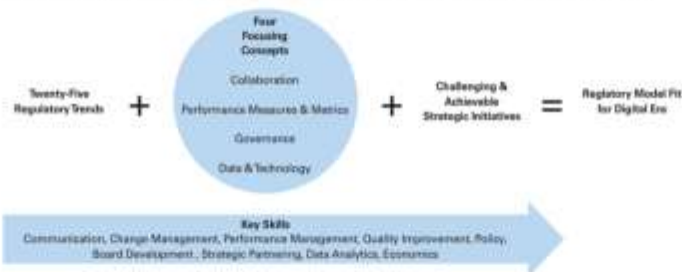 Four
Focusing
Concepts
Collaboration
Performance Measures & Metrics
Governance
Data & Technology
Twenty-Five
Regulatory Trends
+
+
Challenging &
Achievable
Strategic Initiatives
=
Reglatory Model Fit
for Digital Era
Key Skills
Communication, Change Management, Performance Management, Quality Improvement, Policy,
Board Development , Strategic Partnering, Data Analytics, Economics